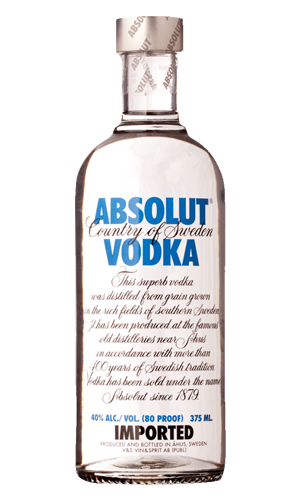 ABSOLUT
ABSOLUT®
Country of Sweden
VODKA
This superb vodka
was distilled from grain grown
in the rich fields of southern Sweden.
It has been produced at the famous
old distilleries near Åhus
in accordance with more than
400 years of Swedish tradition.
Vodka has been sold under the name
Absolut since 1879.
40% ALC./VOL. (80 PROOF) 375 ML.
IMPORTED
PRODUCED AND BOTTLED IN ÅHUS, SWEDEN
V&S VIN&SPRIT AB (PUBL)